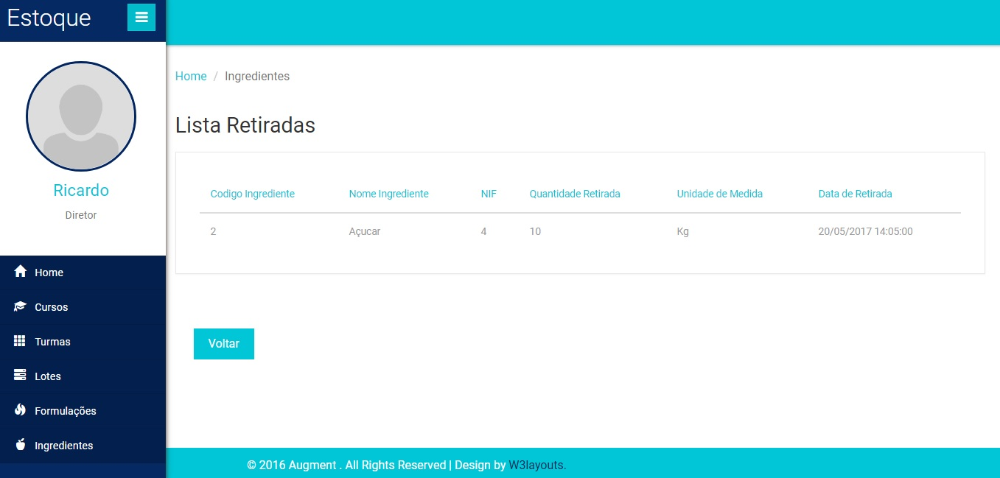 Estoque
Ricardo
Diretor
Home
Cursos
Turmas
Lotes
Formulações
Ingredientes
Home / Ingredientes
Lista Retiradas
Codigo Ingrediente Nome Ingrediente NIF Quantidade Retirada Unidade de Medida Data de Retirada
2 Açucar 4 10 Kg 20/05/2017 14:05:00
Voltar
© 2016 Augment . All Rights Reserved | Design by W3layouts.